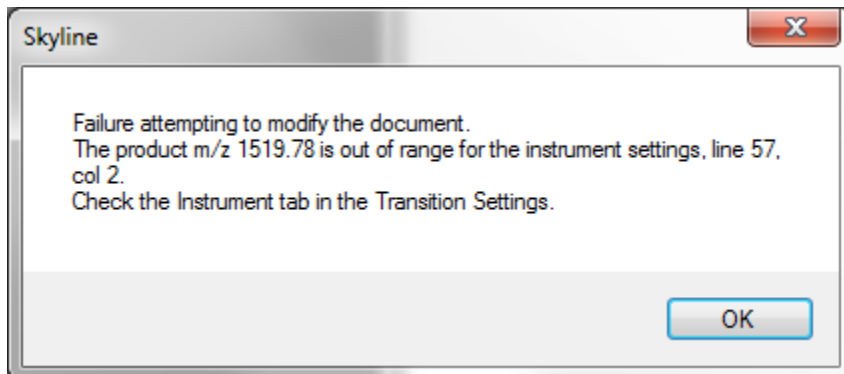 Skyline
Failure attempting to modify the document.
The product m/z 1519.78 is out of range for the instrument settings, line 57,
col 2.
Check the Instrument tab in the Transition Settings.
OK